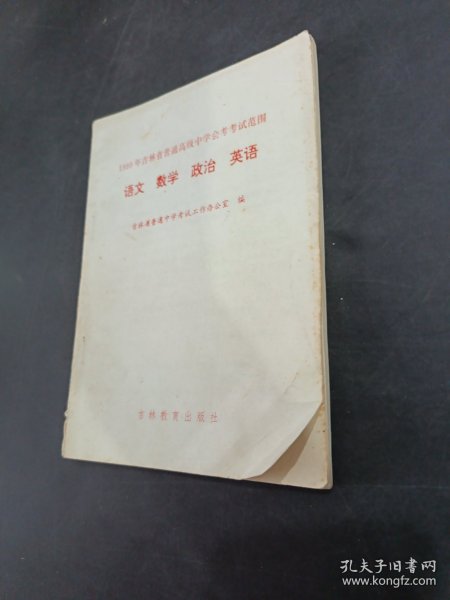 1989年吉林省普通高级中学会考考试范围
语文 数学 政治 英语
吉林省普通中学考试工作办公室 编
吉林教育出版社
孔夫子旧书网
www.kongfz.com